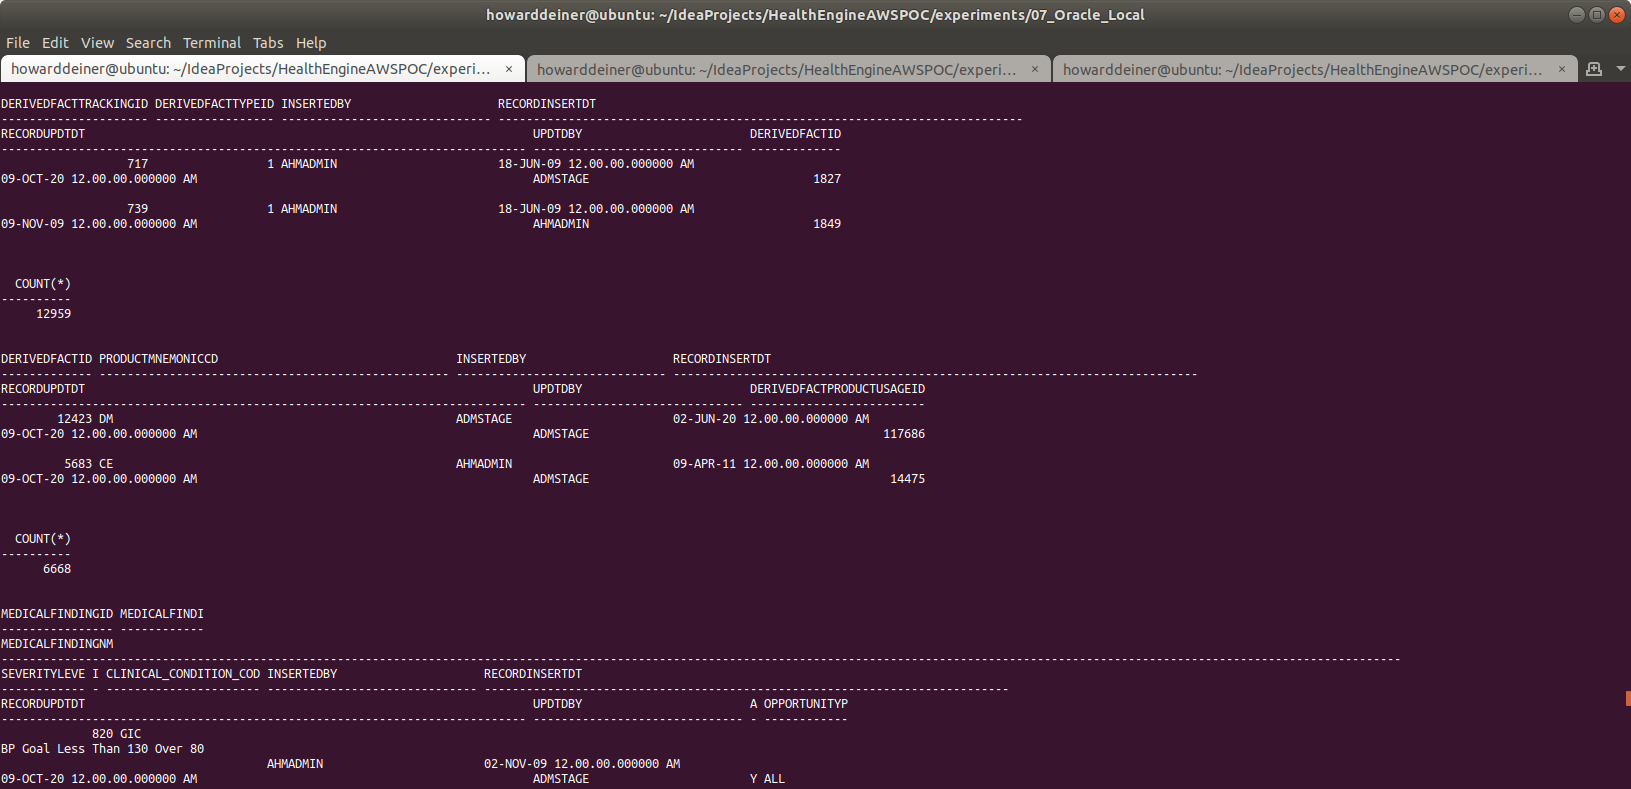 howarddeiner@ubuntu: ~/IdeaProjects/HealthEngineAWSPOC/experiments/07_Oracle_Local
File Edit View Search Terminal Tabs Help
howarddeiner@ubuntu: ~/IdeaProjects/HealthEngineAWSPOC/experi... × howarddeiner@ubuntu: ~/IdeaProjects/HealthEngineAWSPOC/experi... × howarddeiner@ubuntu: ~/IdeaProjects/HealthEngineAWSPOC/experi... ×
DERIVEDFACTTRACKINGID DERIVEDFACTTYPEID INSERTEDBY RECORDINSERTDT
--------------------- ----------------- ------------------------------ ---------------------------------------------------------------------------
RECORDUPDTDT UPDTDBY DERIVEDFACTID
--------------------------------------------------------------------------- ------------------------------ -------------
717 1 AHMADMIN 18-JUN-09 12.00.00.000000 AM
09-OCT-20 12.00.00.000000 AM ADMSTAGE 1827
739 1 AHMADMIN 18-JUN-09 12.00.00.000000 AM
09-NOV-09 12.00.00.000000 AM AHMADMIN 1849
COUNT(*)
----------
12959
DERIVEDFACTID PRODUCTMNEMONICCD INSERTEDBY RECORDINSERTDT
------------- -------------------------------------------------- ------------------------------ ---------------------------------------------------------------------------
RECORDUPDTDT UPDTDBY DERIVEDFACTPRODUCTUSAGEID
--------------------------------------------------------------------------- ------------------------------ -------------------------
12423 DM ADMSTAGE 02-JUN-20 12.00.00.000000 AM
09-OCT-20 12.00.00.000000 AM ADMSTAGE 117686
5683 CE AHMADMIN 09-APR-11 12.00.00.000000 AM
09-OCT-20 12.00.00.000000 AM ADMSTAGE 14475
COUNT(*)
----------
6668
MEDICALFINDINGID MEDICALFINDI
---------------- ------------
MEDICALFINDINGNM
--------------------------------------------------------------------------------------------------------------------------------------------------------------------------------------------------------
SEVERITYLEVE I CLINICAL_CONDITION_COD INSERTEDBY RECORDINSERTDT
------------ - ---------------------- ------------------------------ ---------------------------------------------------------------------------
RECORDUPDTDT UPDTDBY A OPPORTUNITYP
--------------------------------------------------------------------------- ------------------------------ - ------------
820 GIC
BP Goal Less Than 130 Over 80
AHMADMIN 02-NOV-09 12.00.00.000000 AM
09-OCT-20 12.00.00.000000 AM ADMSTAGE Y ALL